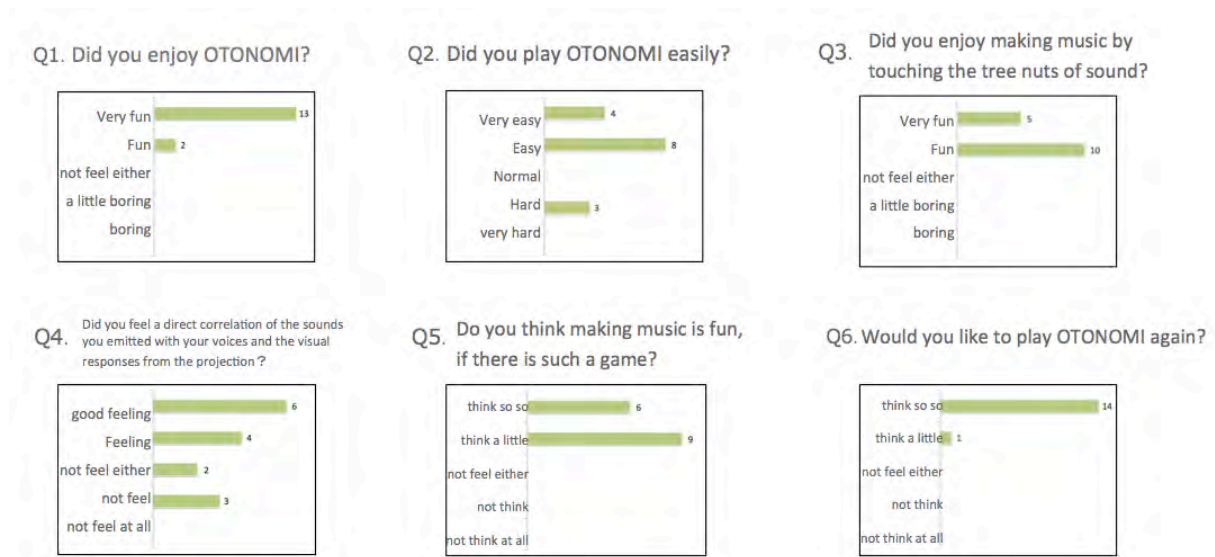 Q1. Did you enjoy OTONOMI?
Very fun 13
Fun 2
not feel either
a little boring
boring
Q2. Did you play OTONOMI easily?
Very easy 4
Easy 8
Normal
Hard 3
very hard
Q3. Did you enjoy making music by
touching the tree nuts of sound?
Very fun 5
Fun 10
not feel either
a little boring
boring
Q4. Did you feel a direct correlation of the sounds
you emitted with your voices and the visual
responses from the projection?
good feeling 6
Feeling 4
not feel either 2
not feel 3
not feel at all
Q5. Do you think making music is fun,
if there is such a game?
think so so 6
think a little 9
not feel either
not think
not think at all
Q6. Would you like to play OTONOMI again?
think so so 14
think a little 1
not feel either
not think
not think at all